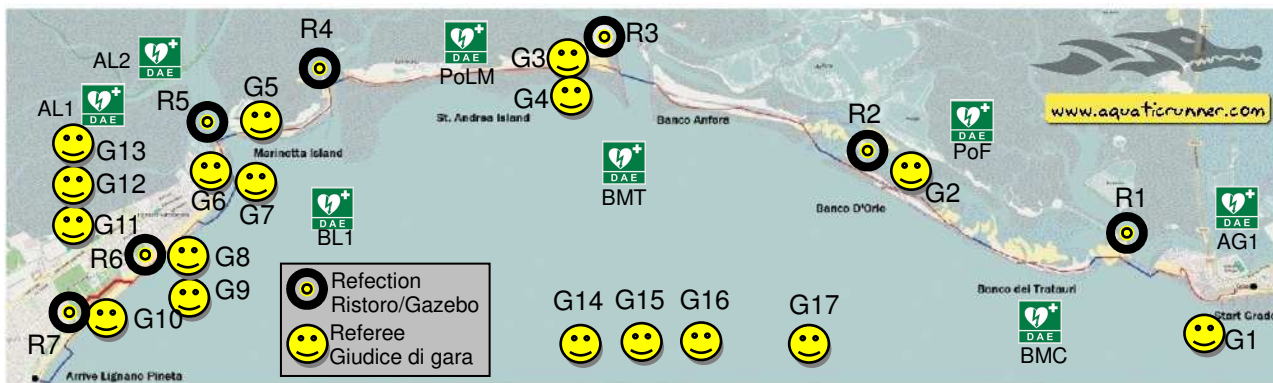 R4
R3
AL2
DAE
DAE
PoLM
G3
www.aquaticrunner.com
AL1
DAE
R5
G5
G4
St. Andrea Island
Banco Anfora
R2
DAE
PoF
G13
Marinetta Island
G12
G6
G7
DAE
BMT
G2
Banco D'Orio
R1
DAE
AG1
G11
DAE
BL1
R6
G8
G9
Refection
Ristoro/Gazebo
Referee
Giudice di gara
G14
G15
G16
G17
Banco dei Tratauri
DAE
BMC
Start Grado
G1
R7
G10
Arrive Lignano Pineta